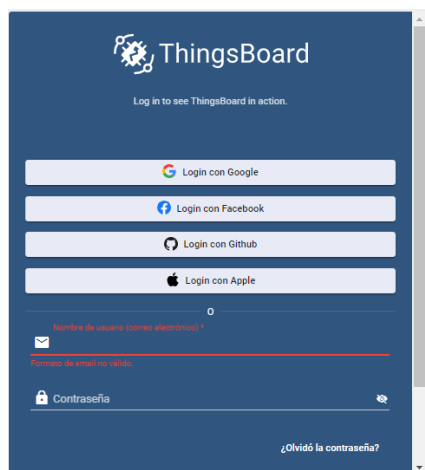 ThingsBoard
Log in to see ThingsBoard in action.
Login con Google
Login con Facebook
Login con Github
Login con Apple
O
Nombre de usuario (correo electrónico) *
Formato de email no válido.
Contraseña
¿Olvidó la contraseña?